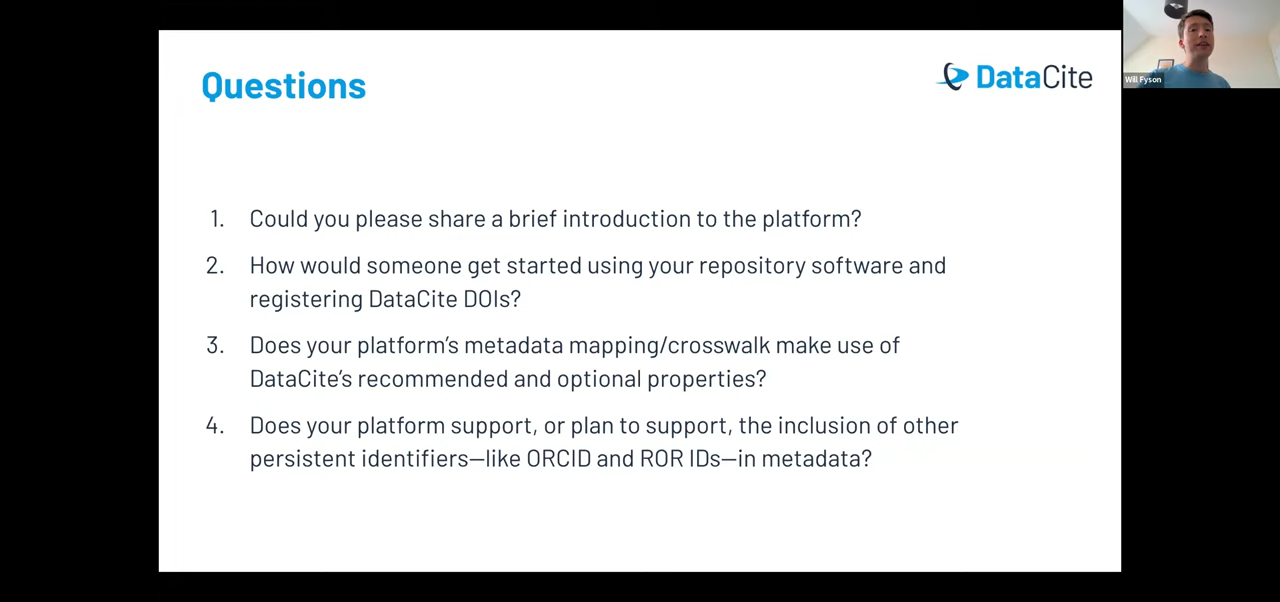 Questions
DataCite
Will Fyson
1. Could you please share a brief introduction to the platform?
2. How would someone get started using your repository software and
registering DataCite DOIs?
3. Does your platform's metadata mapping/crosswalk make use of
DataCite's recommended and optional properties?
4. Does your platform support, or plan to support, the inclusion of other
persistent identifiers—like ORCID and ROR IDs—in metadata?